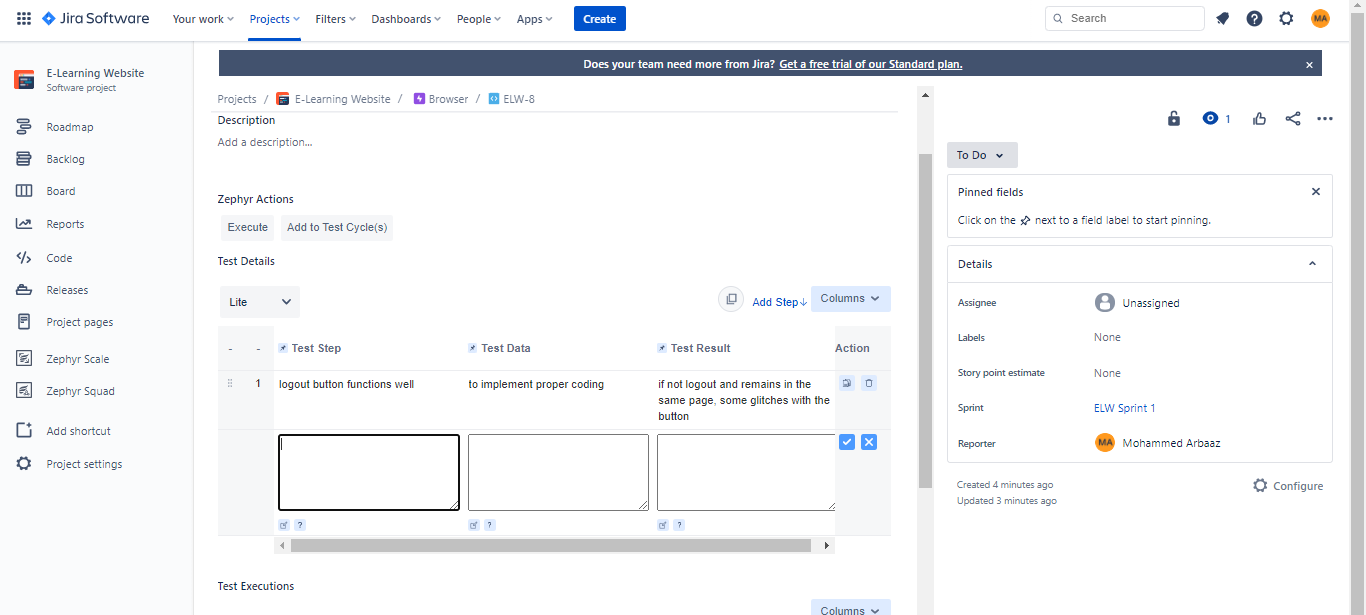 Jira Software
Your work
Projects
Filters
Dashboards
People
Apps
Create
Search
MA
E-Learning Website
Software project
Roadmap
Backlog
Board
Reports
Code
Releases
Project pages
Zephyr Scale
Zephyr Squad
Add shortcut
Project settings
Does your team need more from Jira? Get a free trial of our Standard plan.
Projects / E-Learning Website / Browser / ELW-8
Description
Add a description...
Zephyr Actions
Execute
Add to Test Cycle(s)
Test Details
Lite
Add Step↓
Columns
- - Test Step Test Data Test Result Action
1 logout button functions well
to implement proper coding
if not logout and remains in the
same page, some glitches with the
button
? ? ?
Test Executions
Columns
1
To Do
Pinned fields
Click on the next to a field label to start pinning.
Details
Assignee Unassigned
Labels None
Story point estimate None
Sprint ELW Sprint 1
Reporter MA Mohammed Arbaaz
Created 4 minutes ago
Updated 3 minutes ago
Configure